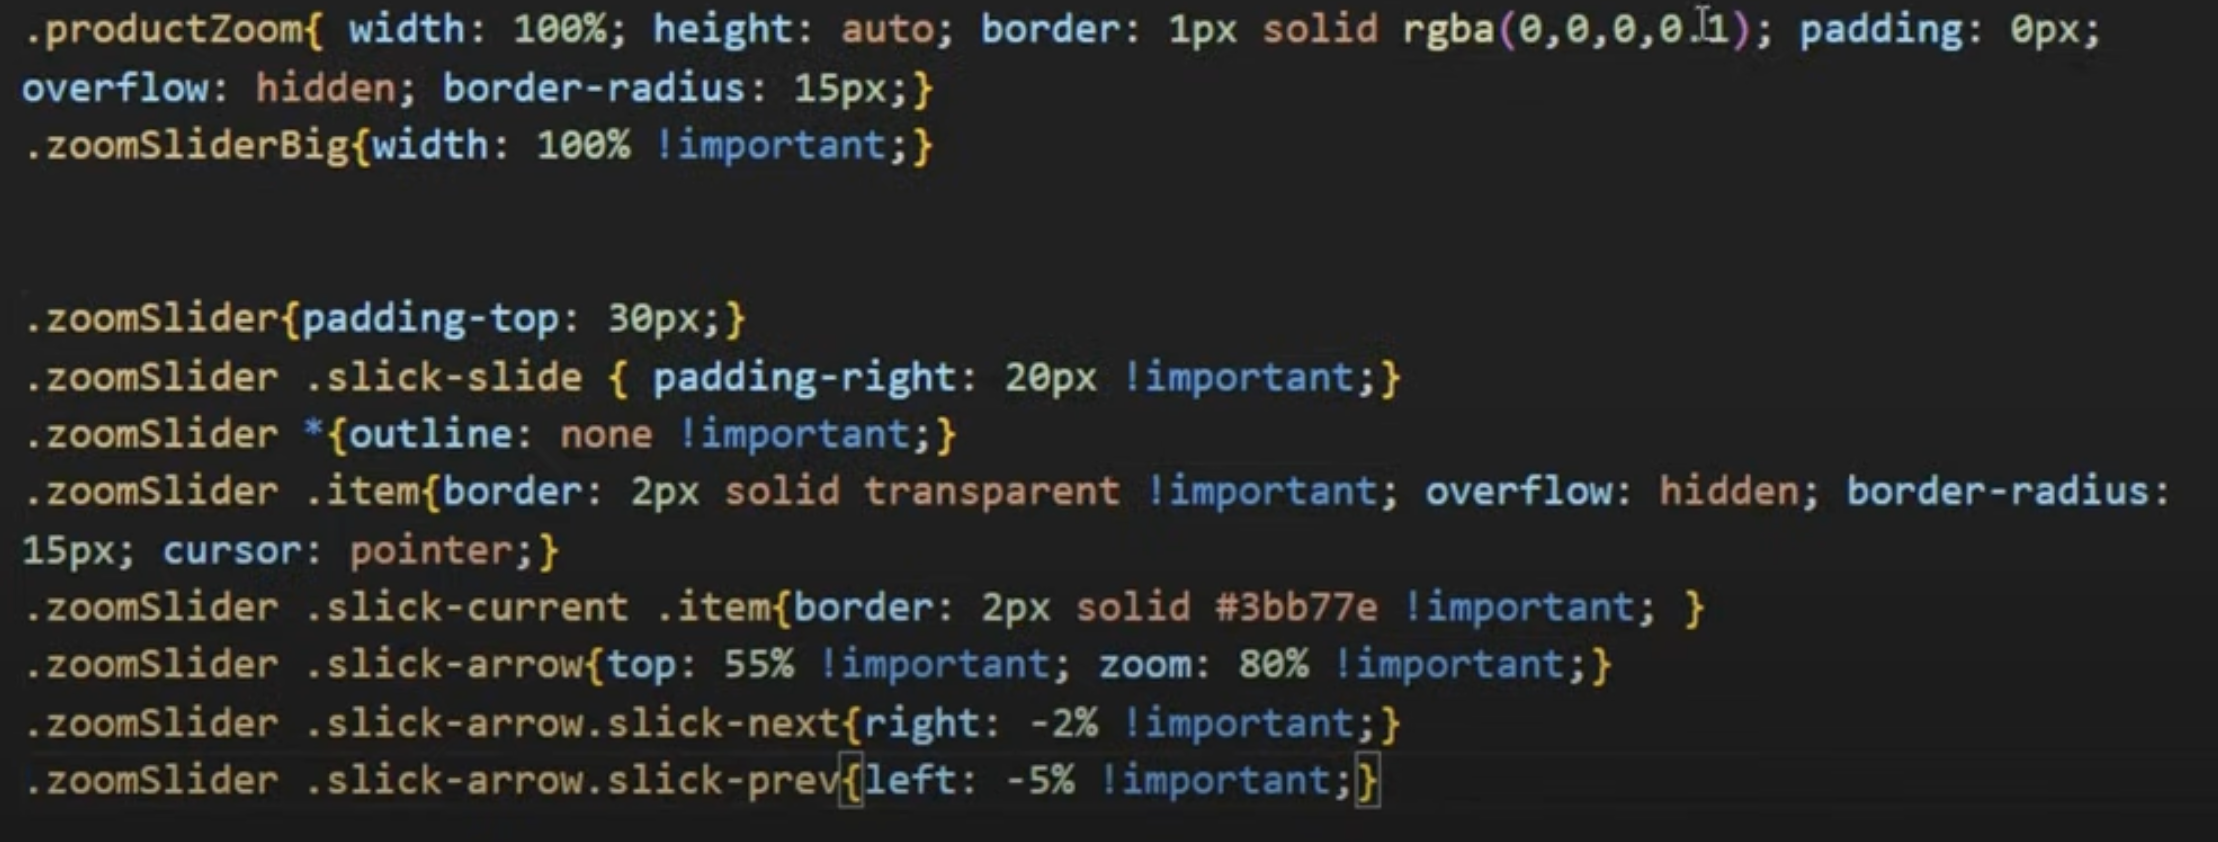 .productZoom{ width: 100%; height: auto; border: 1px solid rgba(0,0,0,0.1); padding: 0px;
overflow: hidden; border-radius: 15px;}
.zoomSliderBig{width: 100% !important;}
.zoomSlider{padding-top: 30px;}
.zoomSlider .slick-slide { padding-right: 20px !important;}
.zoomSlider *{outline: none !important;}
.zoomSlider .item{border: 2px solid transparent !important; overflow: hidden; border-radius:
15px; cursor: pointer;}
.zoomSlider .slick-current .item{border: 2px solid #3bb77e !important; }
.zoomSlider .slick-arrow{top: 55% !important; zoom: 80% !important;}
.zoomSlider .slick-arrow.slick-next{right: -2% !important;}
.zoomSlider .slick-arrow.slick-prev{left: -5% !important;}